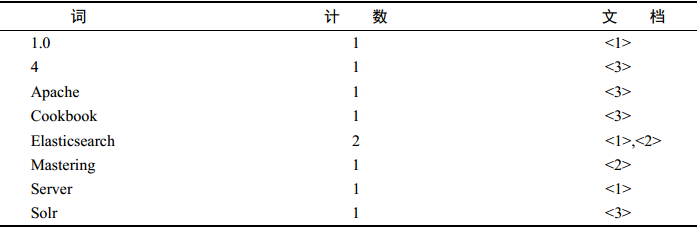 词 计 数 文 档
1.0 1 <1>
4 1 <3>
Apache 1 <3>
Cookbook 1 <3>
Elasticsearch 2 <1>,<2>
Mastering 1 <2>
Server 1 <1>
Solr 1 <3>